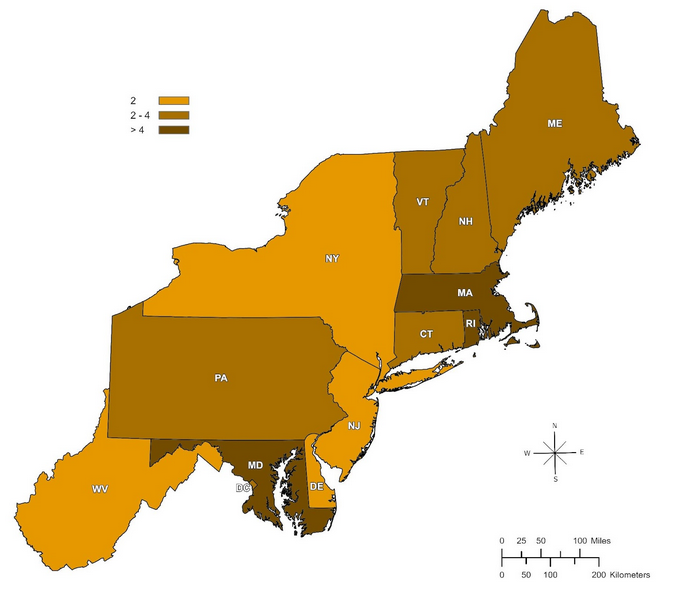 2
2 - 4
> 4
ME
VT
NH
NY
MA
RI
CT
PA
NJ
MD
DC
DE
WV
N
W E
S
0 25 50 100 Miles
0 50 100 200 Kilometers